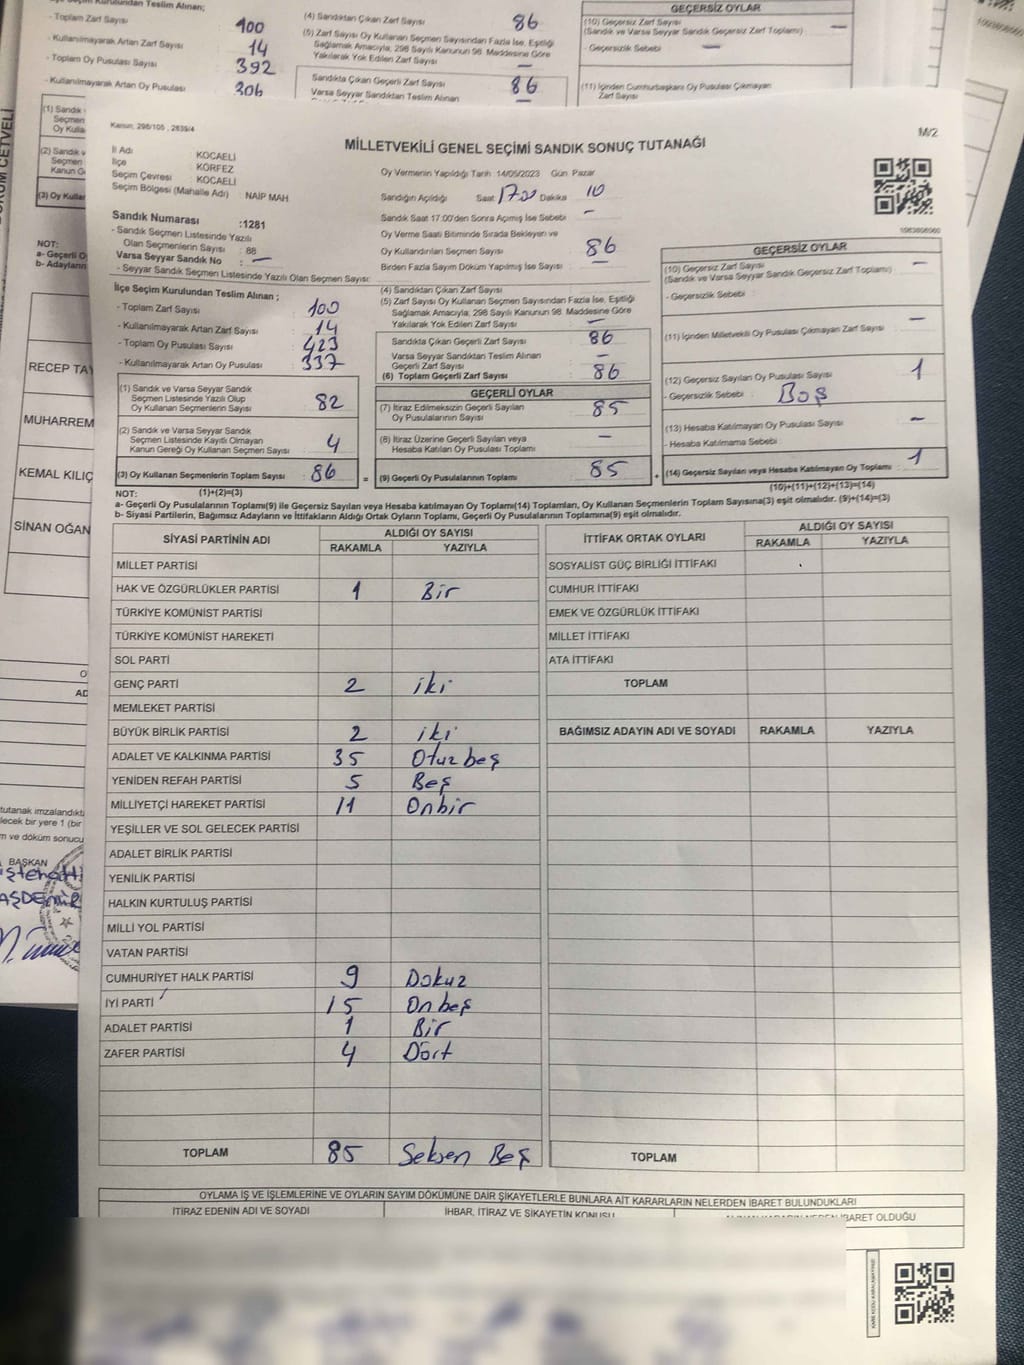 Teslim Alınan;
- Toplam Zarf Sayısı 100
- Kullanılmayarak Artan Zarf Sayısı 14
- Toplam Oy Pusulası Sayısı 392
- Kullanılmayarak Artan Oy Pusulası 306
(4) Sandıktan Çıkan Zarf Sayısı 86
(5) Zarf Sayısı Oy Kullanan Seçmen Sayısından Fazla İse, Eşitliği
Sağlamak Amacıyla, 298 Sayılı Kanunun 98. Maddesine Göre
Yakılarak Yok Edilen Zarf Sayısı —
Sandıkta Çıkan Geçerli Zarf Sayısı 86
Varsa Seyyar Sandıktan Teslim Alınan —
GEÇERSİZ OYLAR
(10) Geçersiz Zarf Sayısı
(Sandık ve Varsa Seyyar Sandık Geçersiz Zarf Toplamı) —
- Geçersizlik Sebebi —
(11) İçinden Cumhurbaşkanı Oy Pusulası Çıkmayan
Zarf Sayısı
(1) Sandık
Seçmen
Oy Kulla
(2) Sandık v
Seçmen
Kanun G
(3) Oy Kullar
NOT:
a- Geçerli O
b- Adayların
RECEP TA
MUHARREM
KEMAL KILIÇ
SİNAN OĞAN
BAŞKAN
Kanun; 298/105 , 2839/4
M/2
MİLLETVEKİLİ GENEL SEÇİMİ SANDIK SONUÇ TUTANAĞI
İl Adı KOCAELİ
İlçe KÖRFEZ
Seçim Çevresi KOCAELİ
Seçim Bölgesi (Mahalle Adı) NAİP MAH
Sandık Numarası :1281
- Sandık Seçmen Listesinde Yazılı
Olan Seçmenlerin Sayısı : 88
Varsa Seyyar Sandık No : —
- Seyyar Sandık Seçmen Listesinde Yazılı Olan Seçmen Sayısı:
Oy Vermenin Yapıldığı Tarih :14/05/2023 Gün :Pazar
Sandığın Açıldığı Saat 17:00 Dakika 10
Sandık Saat 17:00'den Sonra Açımış İse Sebebi —
Oy Verme Saati Bitiminde Sırada Bekleyen ve
Oy Kullandırılan Seçmen Sayısı 86
Birden Fazla Sayım Döküm Yapılmış İse Sayısı —
İlçe Seçim Kurulundan Teslim Alınan ;
- Toplam Zarf Sayısı 100
- Kullanılmayarak Artan Zarf Sayısı 14
- Toplam Oy Pusulası Sayısı 423
- Kullanılmayarak Artan Oy Pusulası 337
(1) Sandık ve Varsa Seyyar Sandık
Seçmen Listesinde Yazılı Olup
Oy Kullanan Seçmenlerin Sayısı 82
(2) Sandık ve Varsa Seyyar Sandık
Seçmen Listesinde Kayıtlı Olmayan
Kanun Gereği Oy Kullanan Seçmen Sayısı 4
(3) Oy Kullanan Seçmenlerin Toplam Sayısı 86
(4) Sandıktan Çıkan Zarf Sayısı
(5) Zarf Sayısı Oy Kullanan Seçmen Sayısından Fazla İse, Eşitliği
Sağlamak Amacıyla, 298 Sayılı Kanunun 98. Maddesine Göre
Yakılarak Yok Edilen Zarf Sayısı —
Sandıkta Çıkan Geçerli Zarf Sayısı 86
Varsa Seyyar Sandıktan Teslim Alınan
Geçerli Zarf Sayısı —
(6) Toplam Geçerli Zarf Sayısı 86
GEÇERLİ OYLAR
(7) İtiraz Edilmeksizin Geçerli Sayılan
Oy Pusulalarının Sayısı 85
(8) İtiraz Üzerine Geçerli Sayılan veya
Hesaba Katılan Oy Pusulası Toplamı —
= (9) Geçerli Oy Pusulalarının Toplamı 85 +
GEÇERSİZ OYLAR
(10) Geçersiz Zarf Sayısı
(Sandık ve Varsa Seyyar Sandık Geçersiz Zarf Toplamı) —
- Geçersizlik Sebebi :
(11) İçinden Milletvekili Oy Pusulası Çıkmayan Zarf Sayısı —
(12) Geçersiz Sayılan Oy Pusulası Sayısı 1
- Geçersizlik Sebebi : Boş
(13) Hesaba Katılmayan Oy Pusulası Sayısı —
- Hesaba Katılmama Sebebi :
(14) Geçersiz Sayılan veya Hesaba Katılmayan Oy Toplamı 1
NOT: (1)+(2)=(3) (10)+(11)+(12)+(13)=(14)
a- Geçerli Oy Pusulalarının Toplamı(9) ile Geçersiz Sayılan veya Hesaba katılmayan Oy Toplamı(14) Toplamları, Oy Kullanan Seçmenlerin Toplam Sayısına(3) eşit olmalıdır. (9)+(14)=(3)
b- Siyasi Partilerin, Bağımsız Adayların ve İttifakların Aldığı Ortak Oyların Toplamı, Geçerli Oy Pusulalarının Toplamına(9) eşit olmalıdır.
SİYASİ PARTİNİN ADI ALDIĞI OY SAYISI
RAKAMLA YAZIYLA
MİLLET PARTİSİ
HAK VE ÖZGÜRLÜKLER PARTİSİ 1 Bir
TÜRKİYE KOMÜNİST PARTİSİ
TÜRKİYE KOMÜNİST HAREKETİ
SOL PARTİ
GENÇ PARTİ 2 iki
MEMLEKET PARTİSİ
BÜYÜK BİRLİK PARTİSİ 2 iki
ADALET VE KALKINMA PARTİSİ 35 Otuzbeş
YENİDEN REFAH PARTİSİ 5 Beş
MİLLİYETÇİ HAREKET PARTİSİ 11 Onbir
YEŞİLLER VE SOL GELECEK PARTİSİ
ADALET BİRLİK PARTİSİ
YENİLİK PARTİSİ
HALKIN KURTULUŞ PARTİSİ
MİLLİ YOL PARTİSİ
VATAN PARTİSİ
CUMHURİYET HALK PARTİSİ 9 Dokuz
İYİ PARTİ 15 Onbeş
ADALET PARTİSİ 1 Bir
ZAFER PARTİSİ 4 Dört
TOPLAM 85 Seksen Beş
İTTİFAK ORTAK OYLARI ALDIĞI OY SAYISI
RAKAMLA YAZIYLA
SOSYALİST GÜÇ BİRLİĞİ İTTİFAKI
CUMHUR İTTİFAKI
EMEK VE ÖZGÜRLÜK İTTİFAKI
MİLLET İTTİFAKI
ATA İTTİFAKI
TOPLAM
BAĞIMSIZ ADAYIN ADI VE SOYADI RAKAMLA YAZIYLA
TOPLAM
OYLAMA İŞ VE İŞLEMLERİNE VE OYLARIN SAYIM DÖKÜMÜNE DAİR ŞİKAYETLERLE BUNLARA AİT KARARLARIN NELERDEN İBARET BULUNDUKLARI
İTİRAZ EDENİN ADI VE SOYADI İHBAR, İTİRAZ VE ŞİKAYETİN KONUSU İBARET OLDUĞU